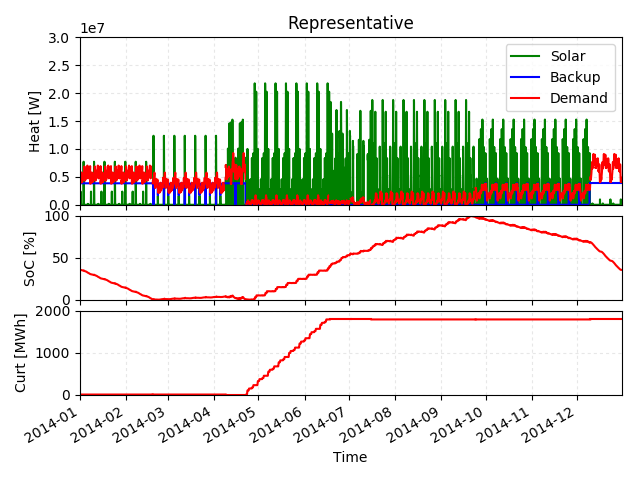 Representative
1e7
3.0
2.5
2.0
1.5
1.0
0.5
0.0
Heat [W]
Solar
Backup
Demand
100
50
0
SoC [%]
2000
1000
0
Curt [MWh]
2014-01
2014-02
2014-03
2014-04
2014-05
2014-06
2014-07
2014-08
2014-09
2014-10
2014-11
2014-12
Time